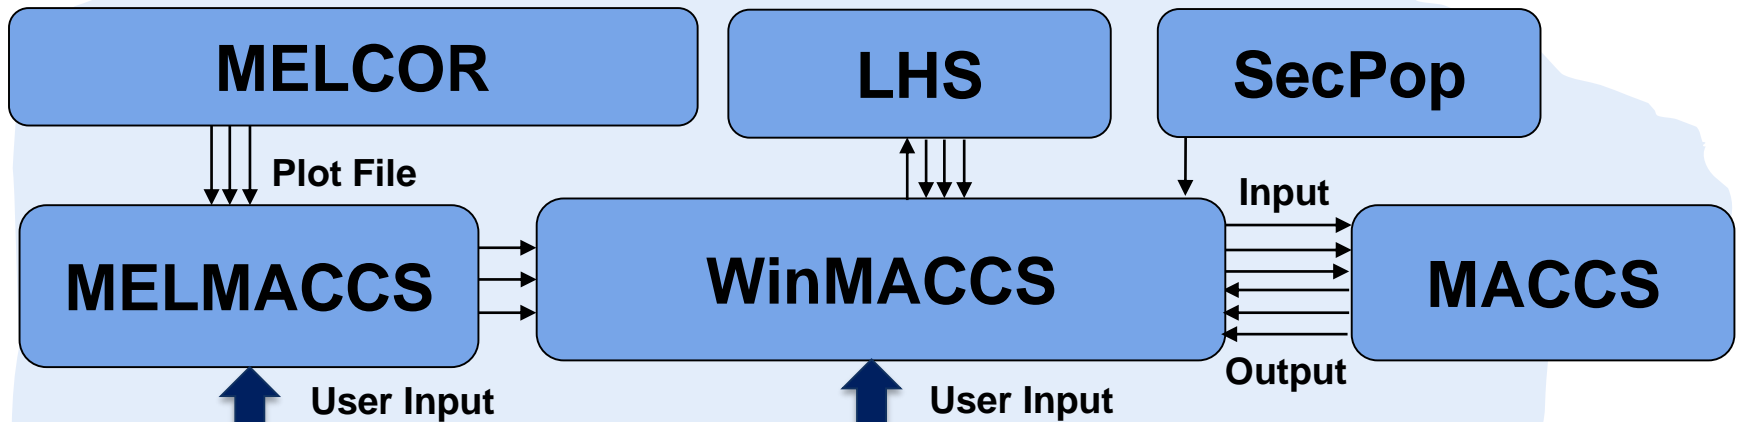 MELCOR
LHS
SecPop
Plot File
Input
MELMACCS
WinMACCS
MACCS
Output
User Input
User Input